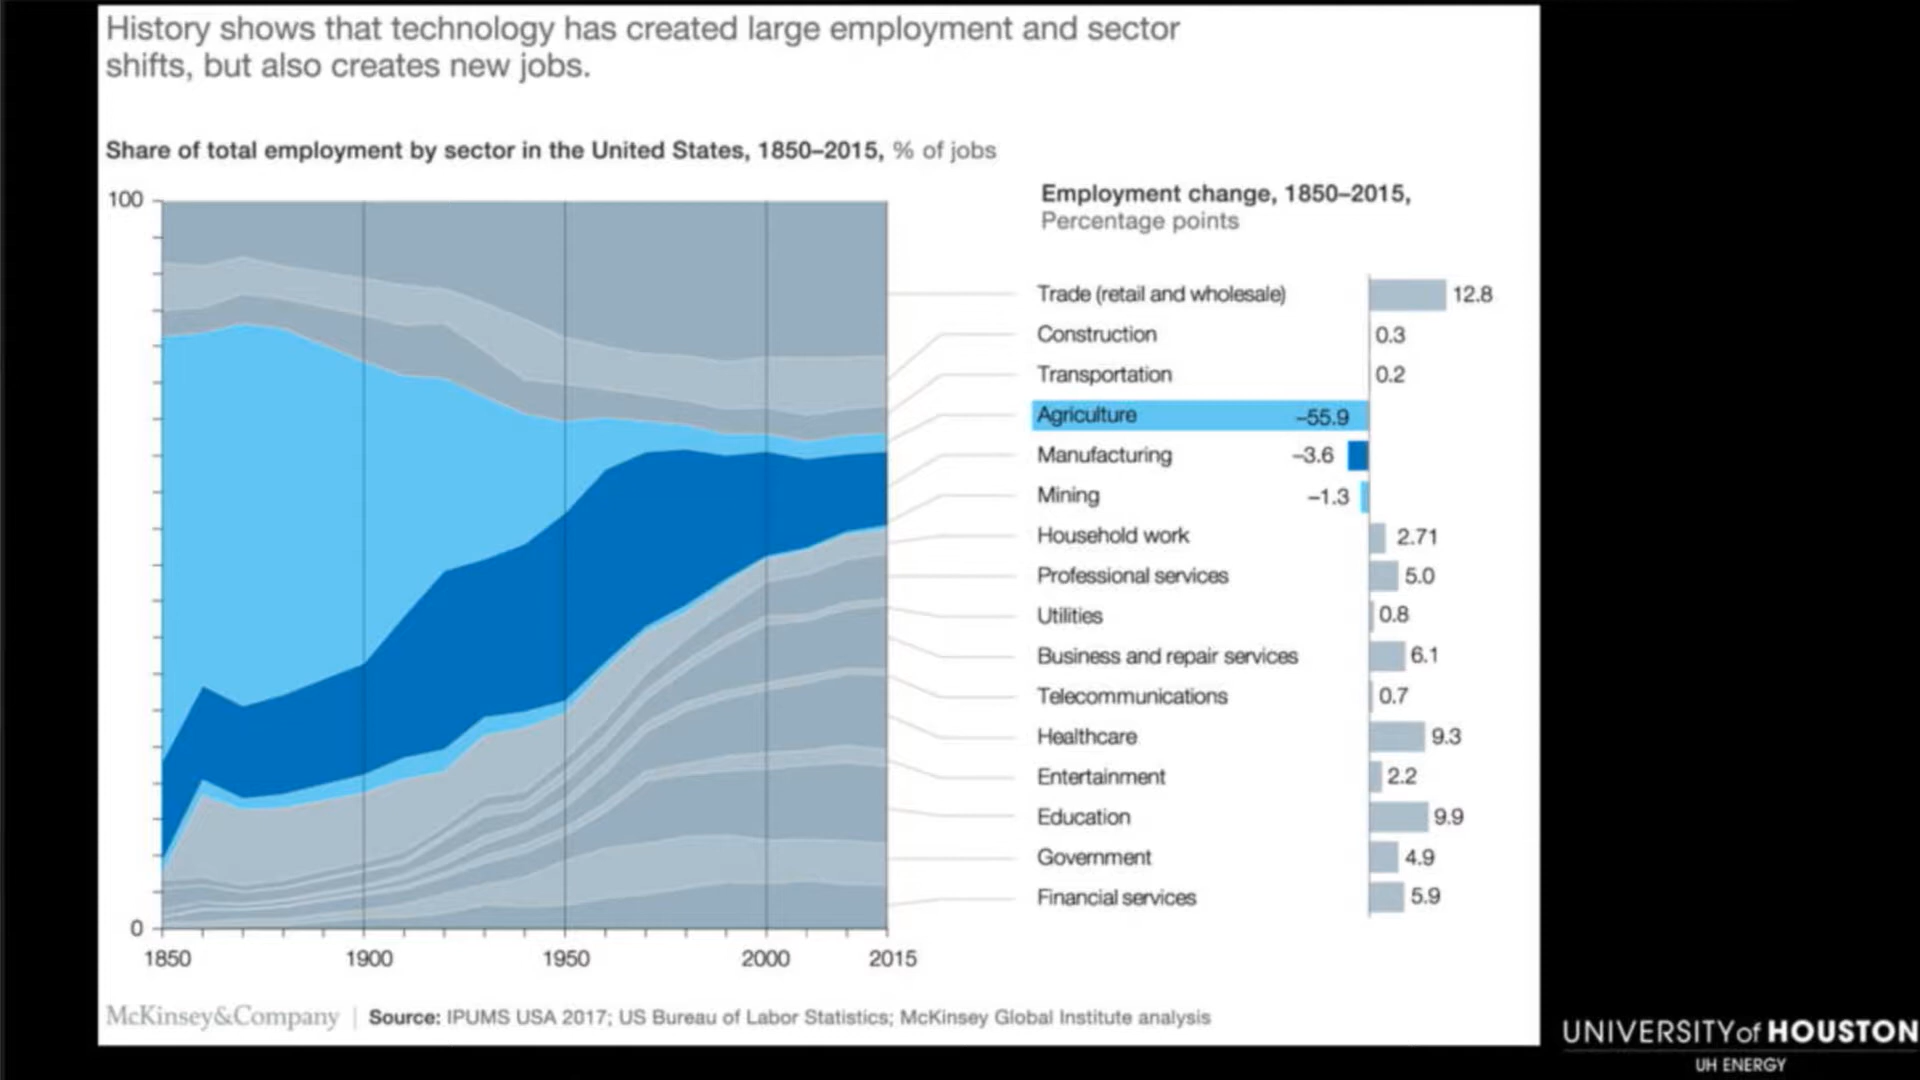 History shows that technology has created large employment and sector
shifts, but also creates new jobs.
Share of total employment by sector in the United States, 1850–2015, % of jobs
100
0
1850
1900
1950
2000
2015
Employment change, 1850–2015,
Percentage points
Trade (retail and wholesale) 12.8
Construction 0.3
Transportation 0.2
Agriculture –55.9
Manufacturing –3.6
Mining –1.3
Household work 2.71
Professional services 5.0
Utilities 0.8
Business and repair services 6.1
Telecommunications 0.7
Healthcare 9.3
Entertainment 2.2
Education 9.9
Government 4.9
Financial services 5.9
McKinsey&Company | Source: IPUMS USA 2017; US Bureau of Labor Statistics; McKinsey Global Institute analysis
UNIVERSITY of HOUSTON
UH ENERGY